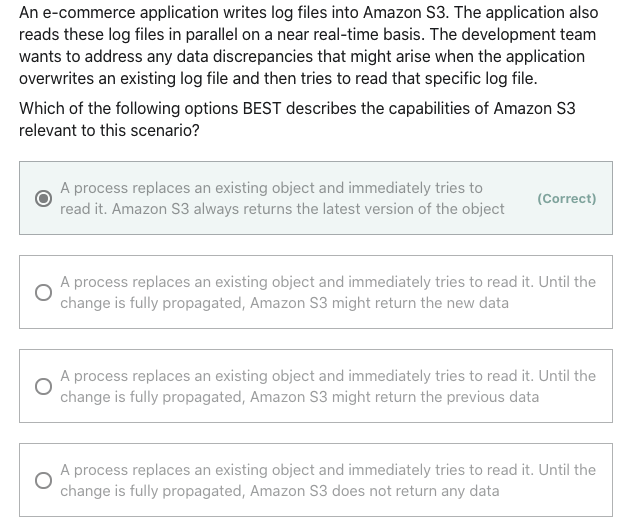 An e-commerce application writes log files into Amazon S3. The application also
reads these log files in parallel on a near real-time basis. The development team
wants to address any data discrepancies that might arise when the application
overwrites an existing log file and then tries to read that specific log file.
Which of the following options BEST describes the capabilities of Amazon S3
relevant to this scenario?
A process replaces an existing object and immediately tries to
read it. Amazon S3 always returns the latest version of the object
(Correct)
A process replaces an existing object and immediately tries to read it. Until the
change is fully propagated, Amazon S3 might return the new data
A process replaces an existing object and immediately tries to read it. Until the
change is fully propagated, Amazon S3 might return the previous data
A process replaces an existing object and immediately tries to read it. Until the
change is fully propagated, Amazon S3 does not return any data